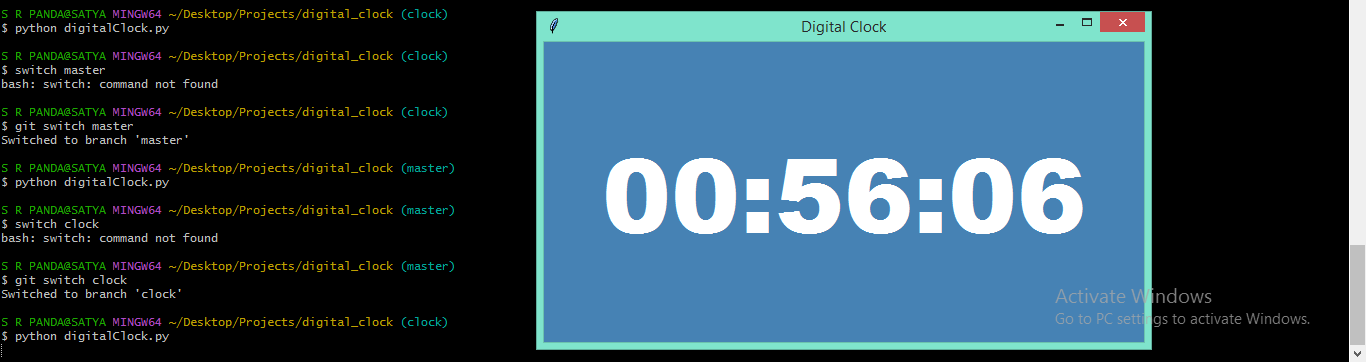 S R PANDA@SATYA MINGW64 ~/Desktop/Projects/digital_clock (clock)
$ python digitalClock.py
S R PANDA@SATYA MINGW64 ~/Desktop/Projects/digital_clock (clock)
$ switch master
bash: switch: command not found
S R PANDA@SATYA MINGW64 ~/Desktop/Projects/digital_clock (clock)
$ git switch master
Switched to branch 'master'
S R PANDA@SATYA MINGW64 ~/Desktop/Projects/digital_clock (master)
$ python digitalClock.py
S R PANDA@SATYA MINGW64 ~/Desktop/Projects/digital_clock (master)
$ switch clock
bash: switch: command not found
S R PANDA@SATYA MINGW64 ~/Desktop/Projects/digital_clock (master)
$ git switch clock
Switched to branch 'clock'
S R PANDA@SATYA MINGW64 ~/Desktop/Projects/digital_clock (clock)
$ python digitalClock.py
Digital Clock
00:56:06
Activate Windows
Go to PC settings to activate Windows.